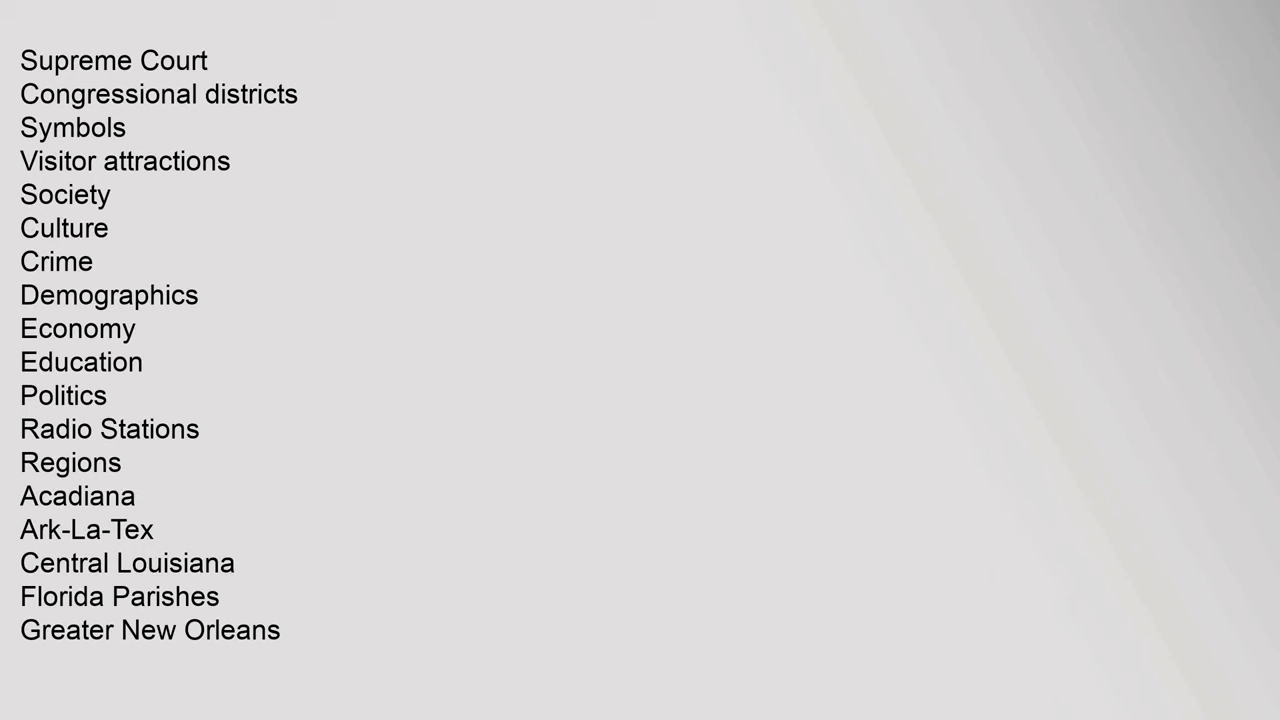 Supreme Court
Congressional districts
Symbols
Visitor attractions
Society
Culture
Crime
Demographics
Economy
Education
Politics
Radio Stations
Regions
Acadiana
Ark-La-Tex
Central Louisiana
Florida Parishes
Greater New Orleans